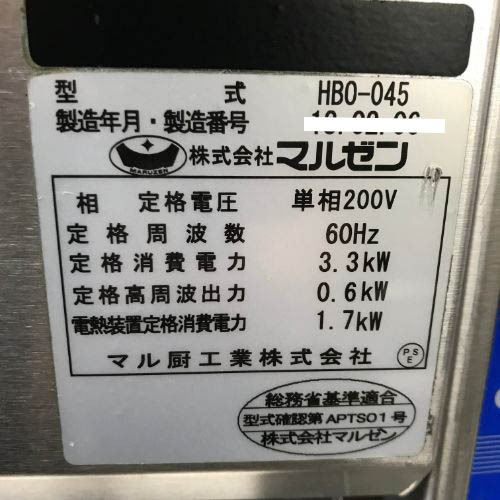 型 式 HBO-045
製造年月・製造番号
MARUZEN 株式会社 マルゼン
相 定格電圧 単相200V
定格周波数 60Hz
定格消費電力 3.3kW
定格高周波出力 0.6kW
電熱装置定格消費電力 1.7kW
マル厨工業株式会社 PS E
総務省基準適合
型式確認第APTS01号
株式会社マルゼン